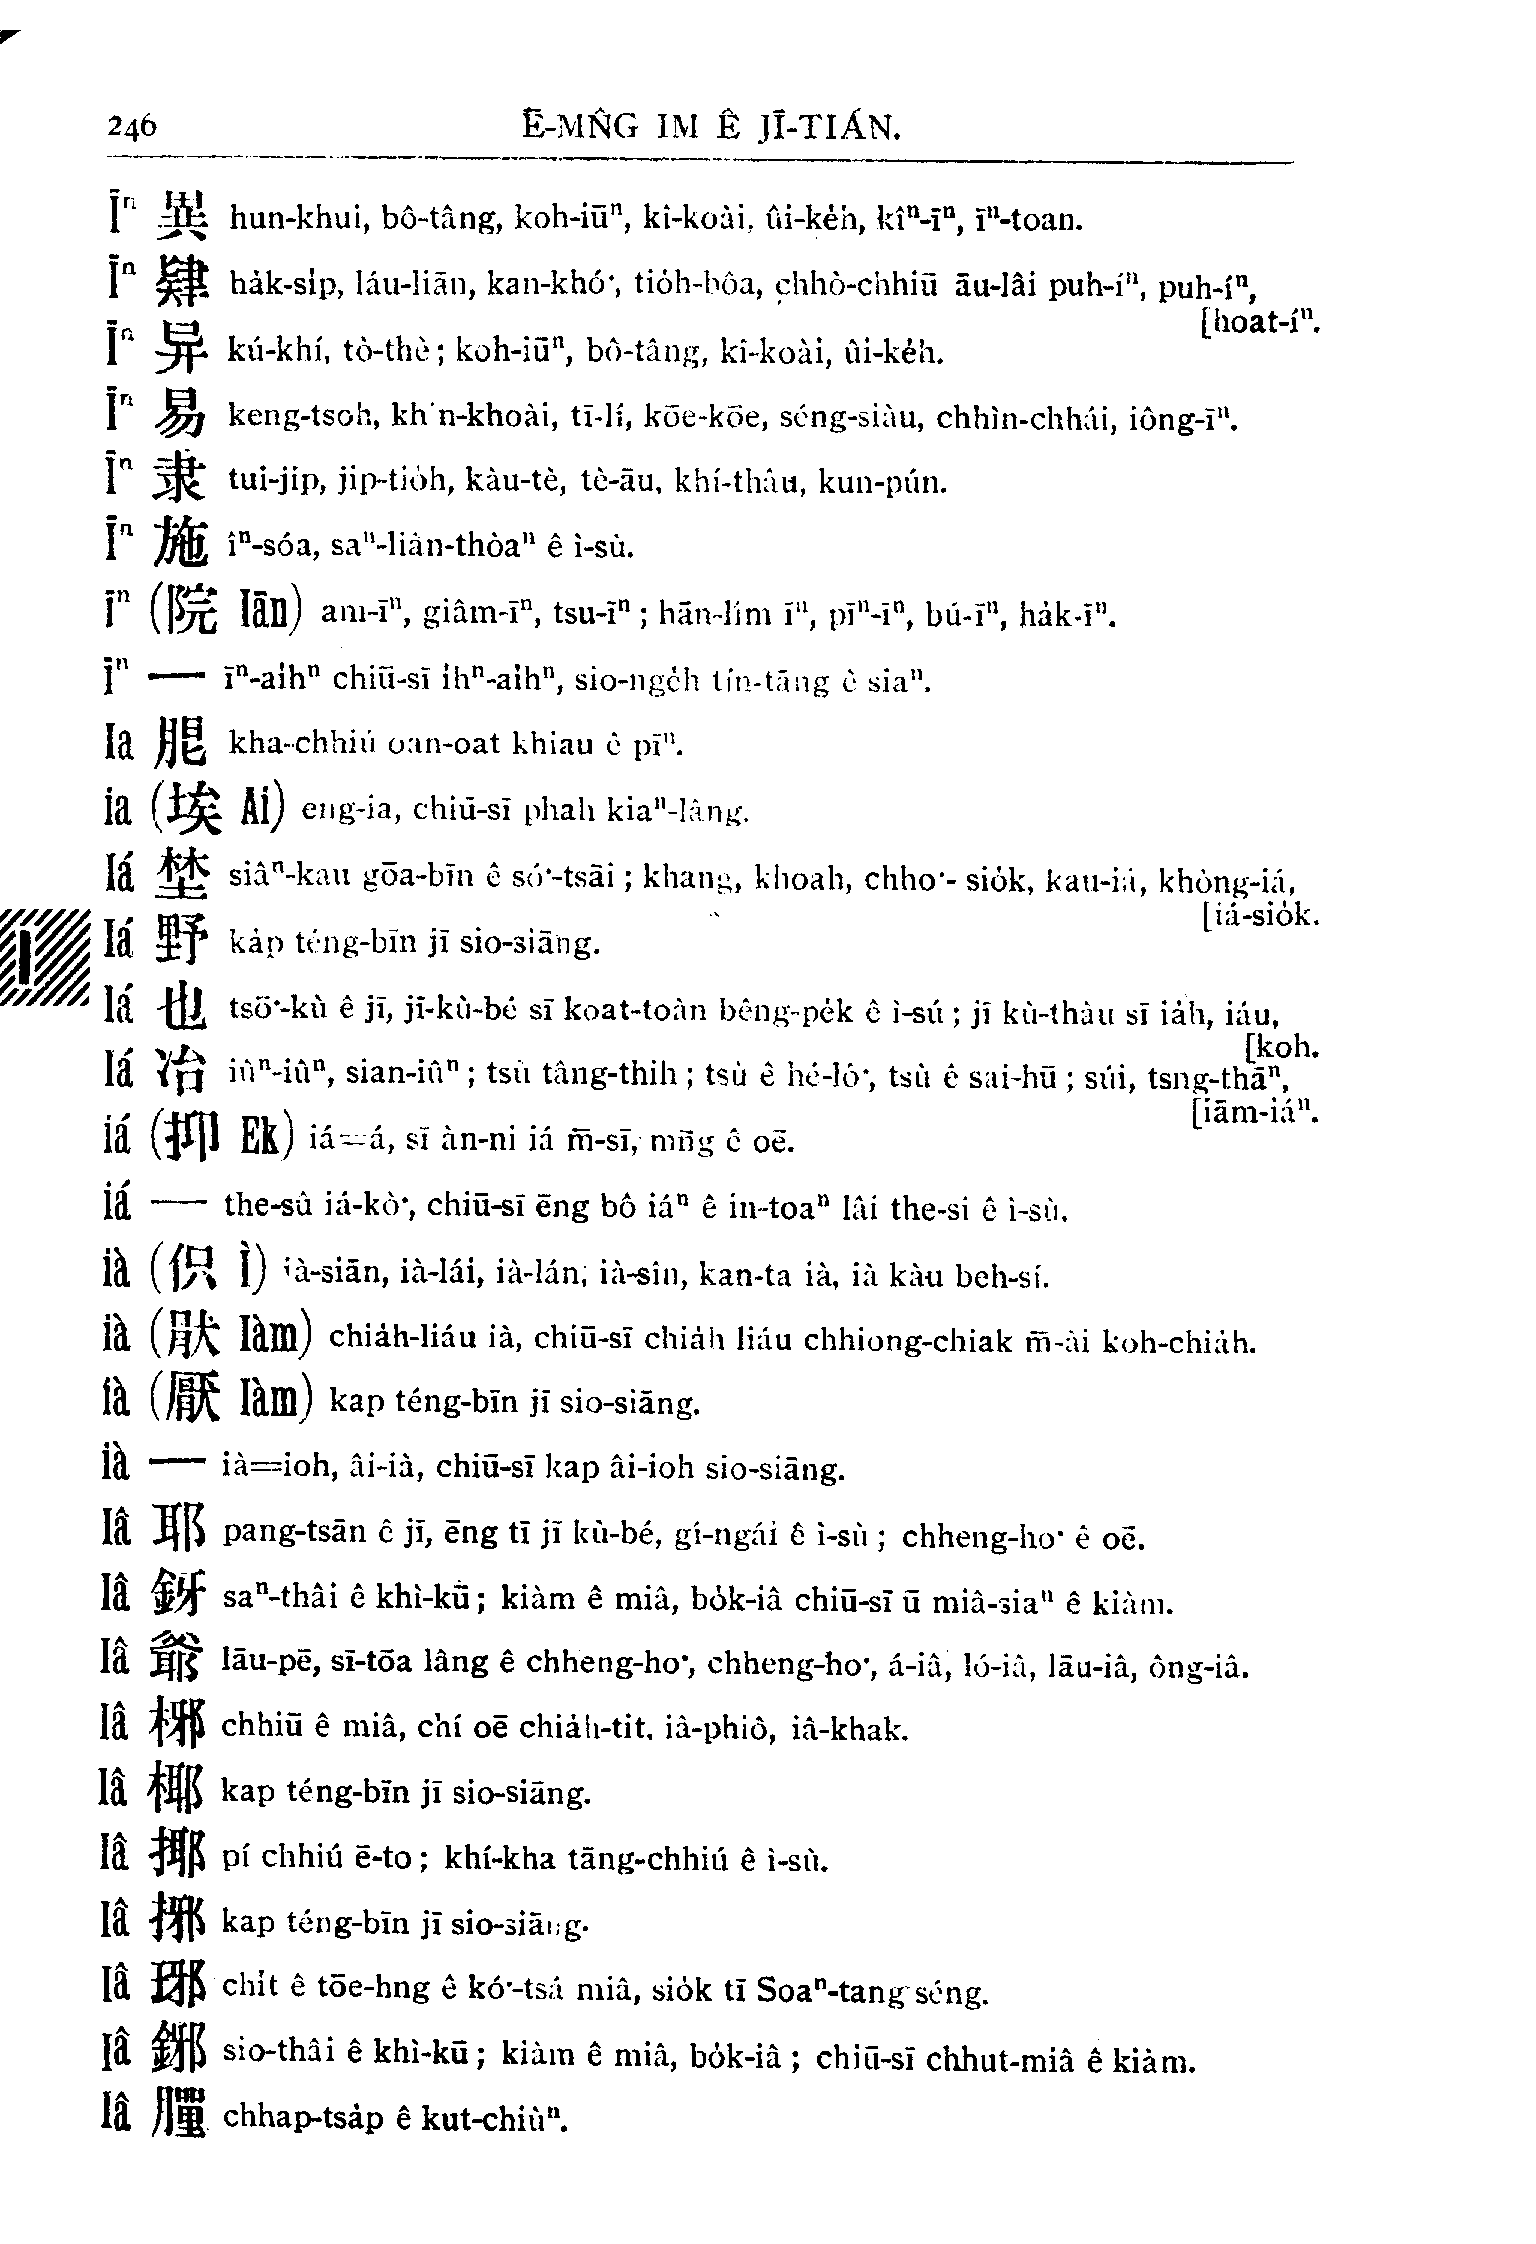 246 Ē-MN̂G IM Ê JĪ-TIÁN.
Īⁿ 異 hun-khui, bô-tâng, koh-iūⁿ, kî-koài, ûi-ke̍h, kîⁿ-īⁿ, īⁿ-toan.
Īⁿ 肄 ha̍k-si̍p, láu-liān, kan-khó͘, tio̍h-bôa, chhò-chhiū āu-lâi puh-íⁿ, puh-íⁿ,
[hoat-íⁿ.
Īⁿ 异 kú-khí, tò-thè; koh-iūⁿ, bô-tâng, kî-koài, ûi-ke̍h.
Īⁿ 易 keng-tsoh, khòⁿ-khoài, tī-lí, kōe-kōe, séng-siàu, chhìn-chhái, iông-īⁿ.
Īⁿ 隶 tui-ji̍p, ji̍p-tio̍h, kàu-tè, tè-āu, khí-thâu, kun-pún.
Īⁿ 施 îⁿ-sóa, saⁿ-liân-thòaⁿ ê ì-sù.
īⁿ (院 Iān) am-īⁿ, giâm-īⁿ, tsu-īⁿ; hān-lím īⁿ, pīⁿ-īⁿ, bú-īⁿ, ha̍k-īⁿ.
īⁿ — īⁿ-ai̍hⁿ chiū-sī i̍hⁿ-ai̍hⁿ, sio-nge̍h tín-tāng ê siaⁿ.
Ia 䏢 kha-chhiú oan-oat khiau ê pīⁿ.
ia (埃 Ai) eng-ia, chiū-sī phah kiaⁿ-lâng.
Iá 埜 siâⁿ-kau gōa-bīn ê só͘-tsāi; khang, khoah, chho͘-sio̍k, kau-iá, khòng-iá,
[iá-sio̍k.
Iá 野 ka̍p téng-bīn jī sio-siāng.
Iá 也 tsō͘-kù ê jī, jī-kù-bé sī koat-toàn bêng-pe̍k ê ì-sú; jī kù-thâu sī ia̍h, iáu,
[koh.
Iá 冶 iûⁿ-iûⁿ, sian-iûⁿ; tsù tâng-thih; tsù ê hé-lô͘, tsù ê sai-hū; súi, tsng-thāⁿ,
[iām-iáⁿ.
iá (抑 Ek) iá=á, sī àn-ni iá m̄-sī, mn̄g ê oē.
iá — the-sû iá-kò͘, chiū-sī ēng bô iáⁿ ê in-toaⁿ lâi the-si ê ì-sù.
ià (伿 Ì) ià-siān, ià-lái, ià-lán, ià-sîn, kan-ta ià, ià kàu beh-sí.
ià (猒 Iàm) chia̍h-liáu ià, chiū-sī chia̍h liáu chhiong-chiak m̄-ài koh-chia̍h.
ià (厭 Iàm) kap téng-bīn jī sio-siāng.
ià — ià=ioh, âi-ià, chiū-sī kap âi-ioh sio-siāng.
Iâ 耶 pang-tsān ê jī, ēng tī jī kù-bé, gí-ngái ê ì-sù; chheng-ho͘ ê oē.
Iâ 釾 saⁿ-thâi ê khì-kū; kiàm ê miâ, bo̍k-iâ chiū-sī ū miâ-siaⁿ ê kiàm.
Iâ 爺 lāu-pē, sī-tōa lâng ê chheng-ho͘, chheng-ho͘, á-iâ, ló-iâ, lāu-iâ, ông-iâ.
Iâ 枒 chhiū ê miâ, chí oē chia̍h-tit, iâ-phiô, iâ-khak.
Iâ 椰 kap téng-bīn jī sio-siāng.
Iâ 揶 pí chhiú ē-to; khí-kha tāng-chhiú ê ì-sù.
Iâ 捓 kap téng-bīn jī sio-siāng.
Iâ 琊 chi̍t ê tōe-hng ê kó͘-tsá miâ, sio̍k tī Soaⁿ-tang séng.
Iâ 鎁 sio-thâi ê khì-kū; kiàm ê miâ, bo̍k-iâ; chiū-sī chhut-miâ ê kiàm.
Iâ chhap-tsa̍p ê kut-chiùⁿ.
I